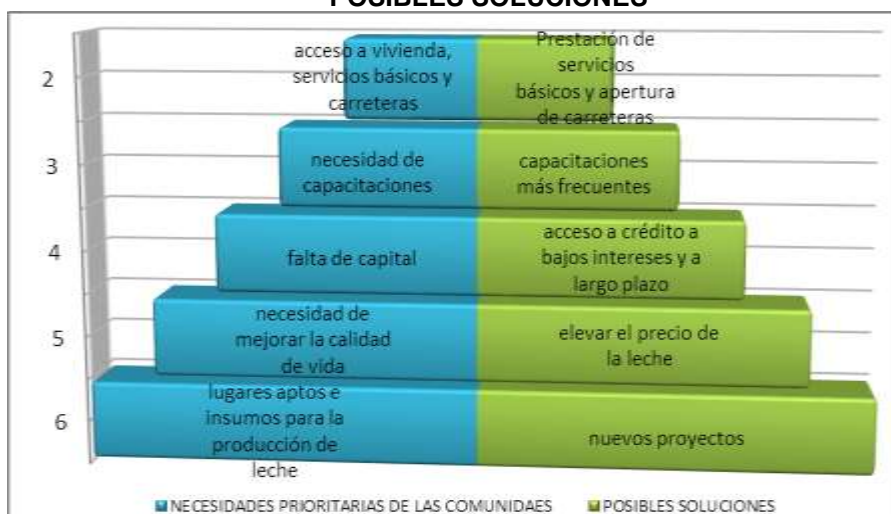 POSIBLES SOLUCIONES
2
acceso a vivienda,
servicios básicos y
carreteras
Prestación de
servicios
básicos y apertura
de carreteras
3
necesidad de
capacitaciones
capacitaciones
más frecuentes
4
falta de capital
acceso a crédito a
bajos intereses y a
largo plazo
5
necesidad de
mejorar la calidad
de vida
elevar el precio de
la leche
6
lugares aptos e
insumos para la
producción de
leche
nuevos proyectos
NECESIDADES PRIORITARIAS DE LAS COMUNIDAES
POSIBLES SOLUCIONES